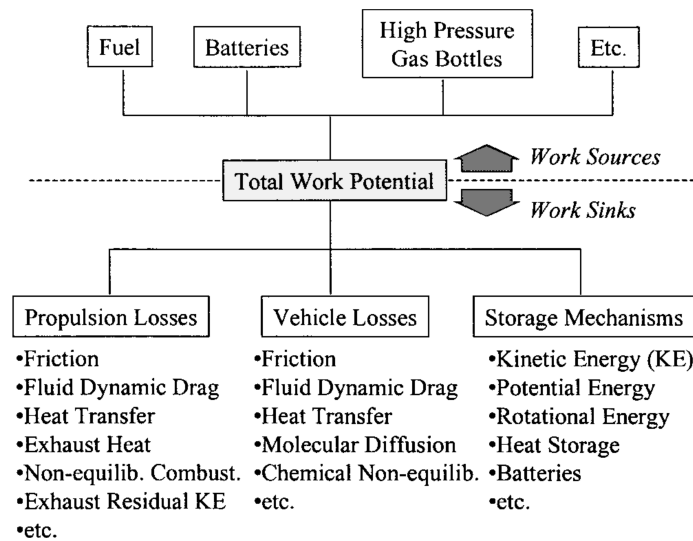 Fuel
Batteries
High Pressure
Gas Bottles
Etc.
Work Sources
Total Work Potential
Work Sinks
Propulsion Losses
•Friction
•Fluid Dynamic Drag
•Heat Transfer
•Exhaust Heat
•Non-equilib. Combust.
•Exhaust Residual KE
•etc.
Vehicle Losses
•Friction
•Fluid Dynamic Drag
•Heat Transfer
•Molecular Diffusion
•Chemical Non-equilib.
•etc.
Storage Mechanisms
•Kinetic Energy (KE)
•Potential Energy
•Rotational Energy
•Heat Storage
•Batteries
•etc.